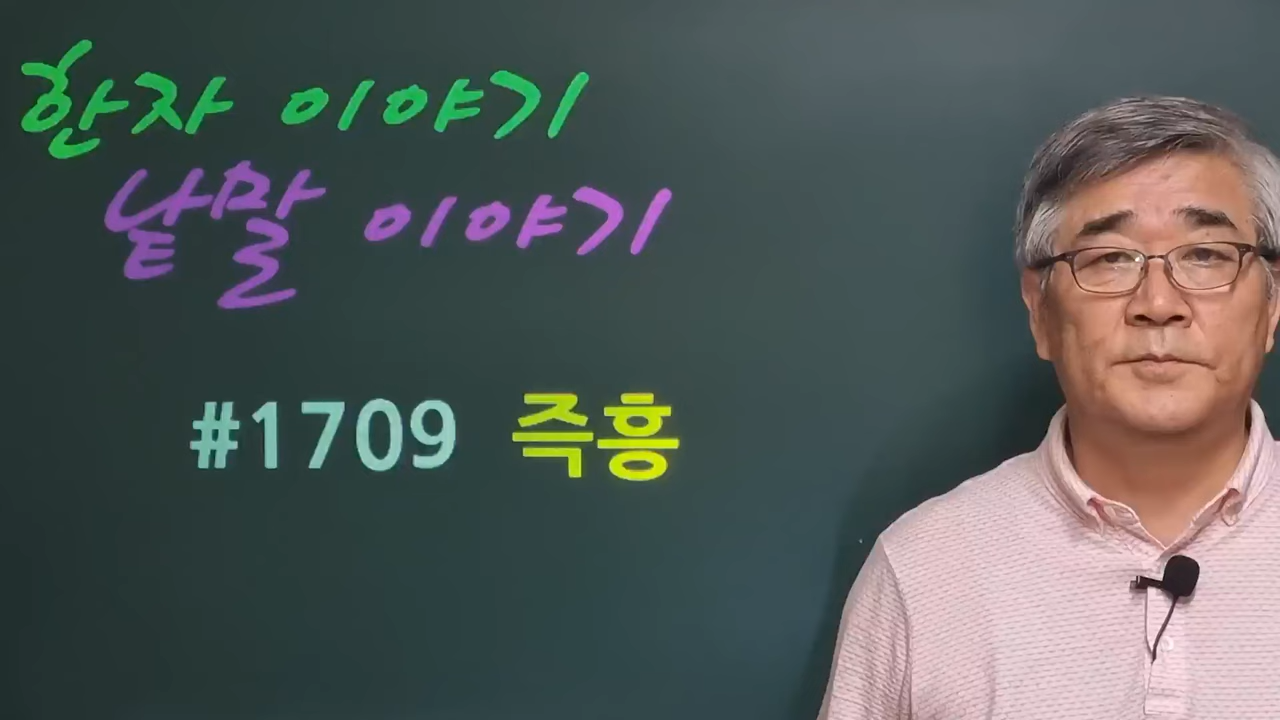 한자 이야기
낱말 이야기
#1709 즉흥